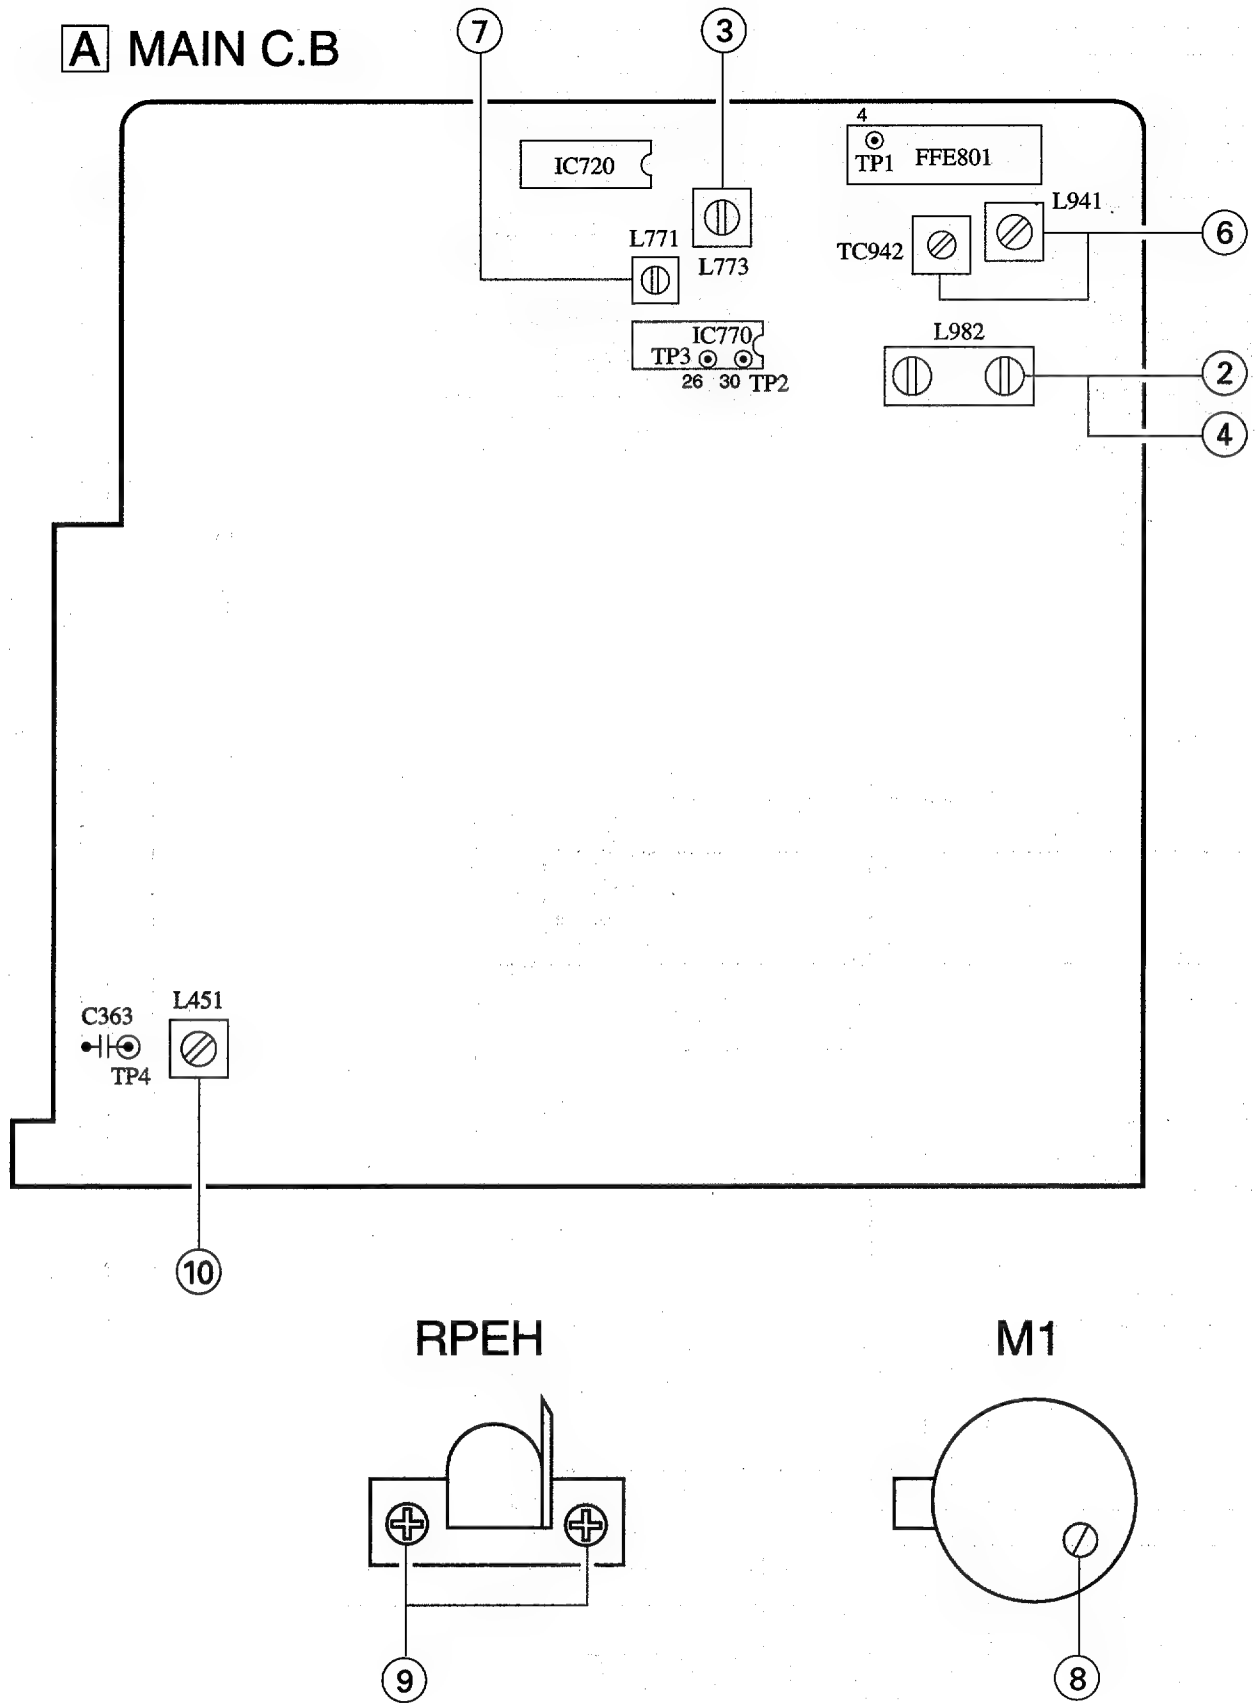 7
3
A MAIN C.B
4
IC720
TP1 FFE801
L941
L771
TC942
6
L773
L982
IC770
TP3
26 30 TP2
2
4
L451
C363
TP4
10
RPEH
M1
9
8